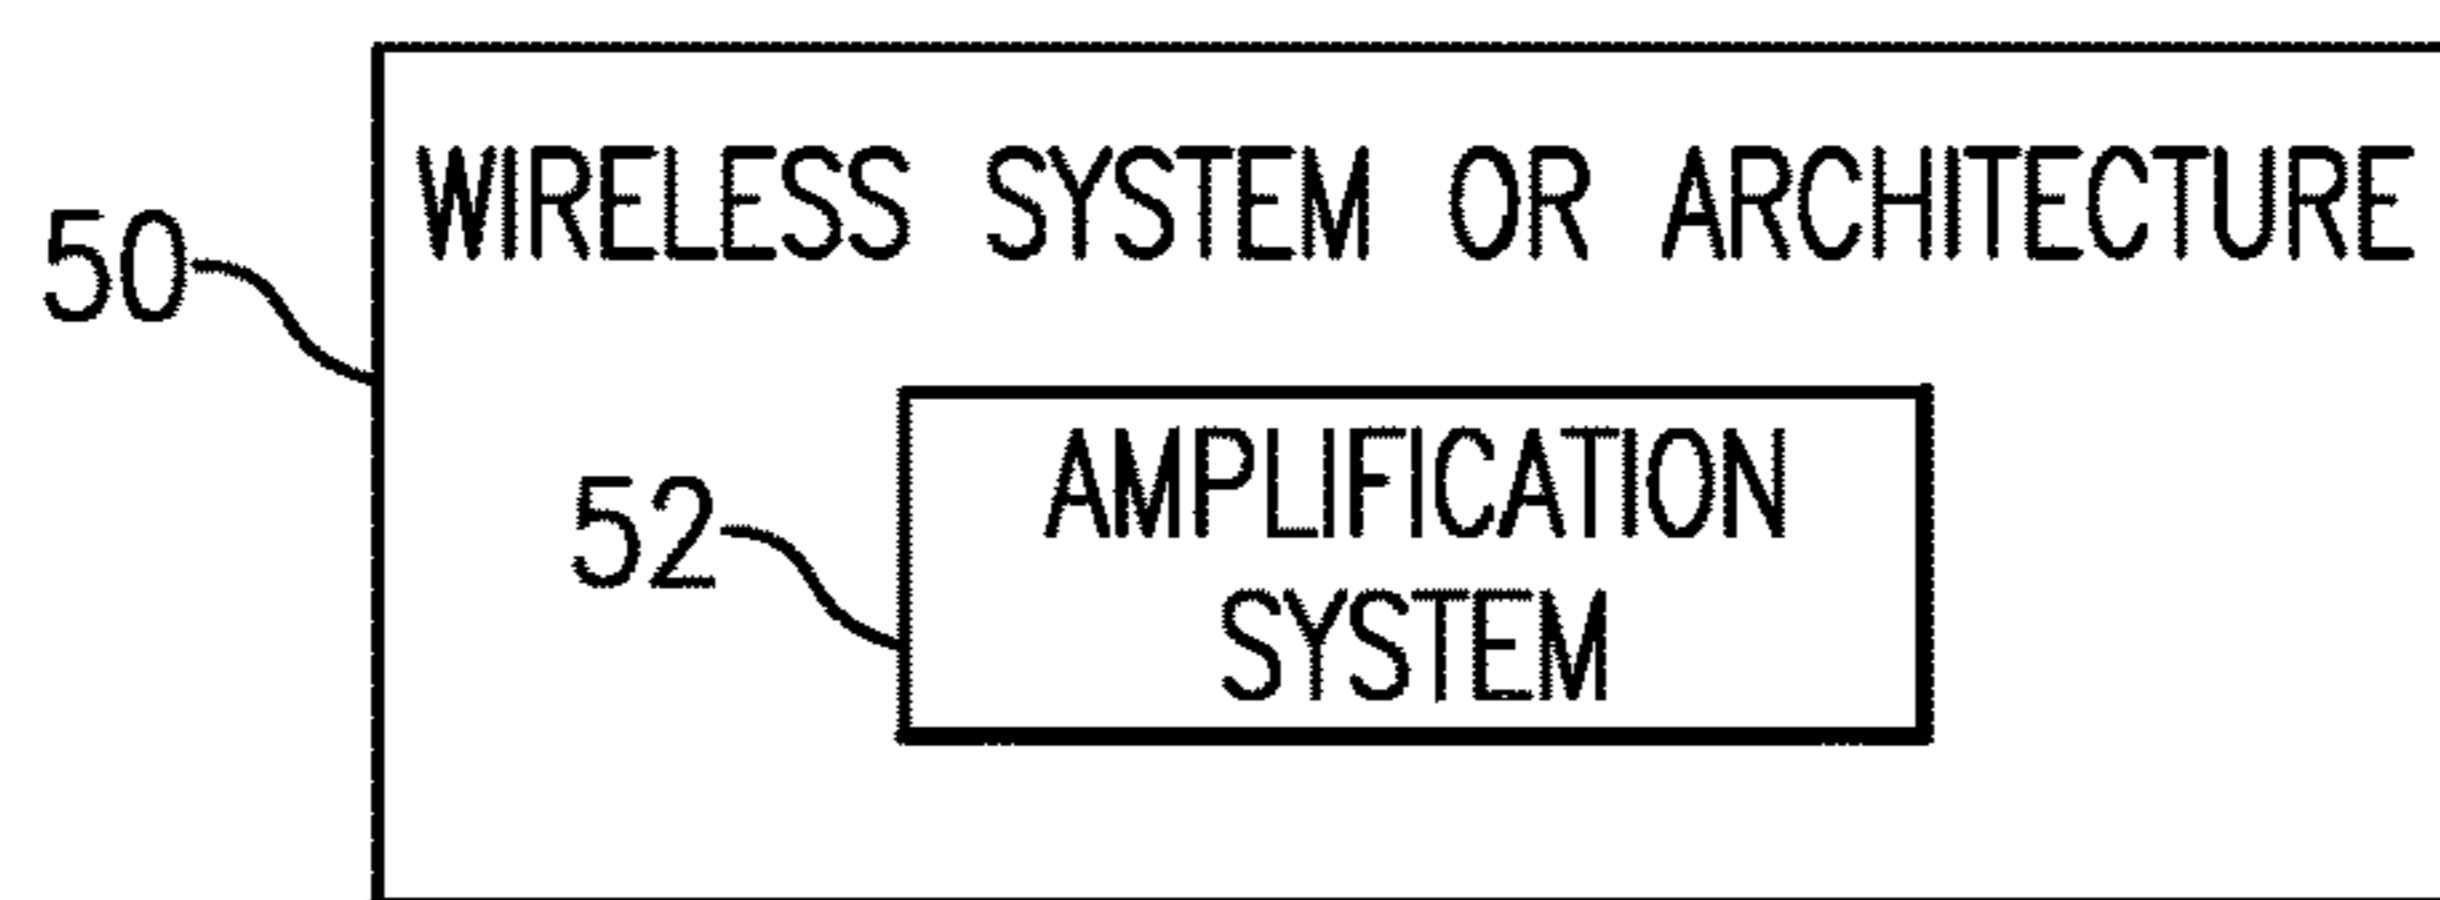 WIRELESS SYSTEM OR ARCHITECTURE
50
AMPLIFICATION
52
SYSTEM